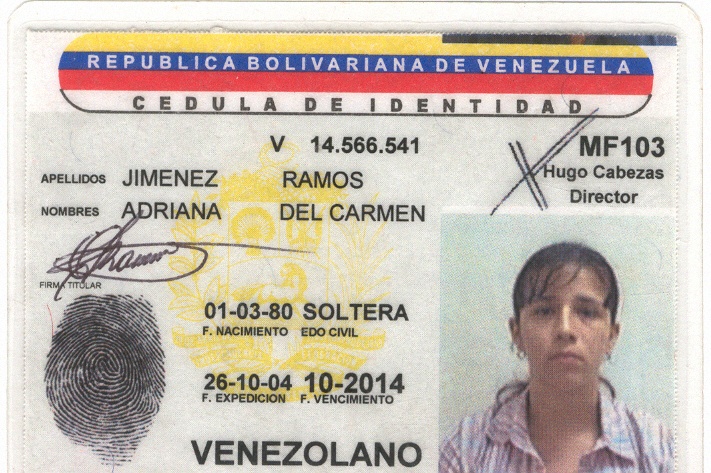 REPUBLICA BOLIVARIANA DE VENEZUELA
CEDULA DE IDENTIDAD
V 14.566.541
MF103
Hugo Cabezas
Director
APELLIDOS JIMENEZ RAMOS
NOMBRES ADRIANA DEL CARMEN
FIRMA TITULAR
01-03-80 SOLTERA
F. NACIMIENTO EDO CIVIL
26-10-04 10-2014
F. EXPEDICION F. VENCIMIENTO
VENEZOLANO